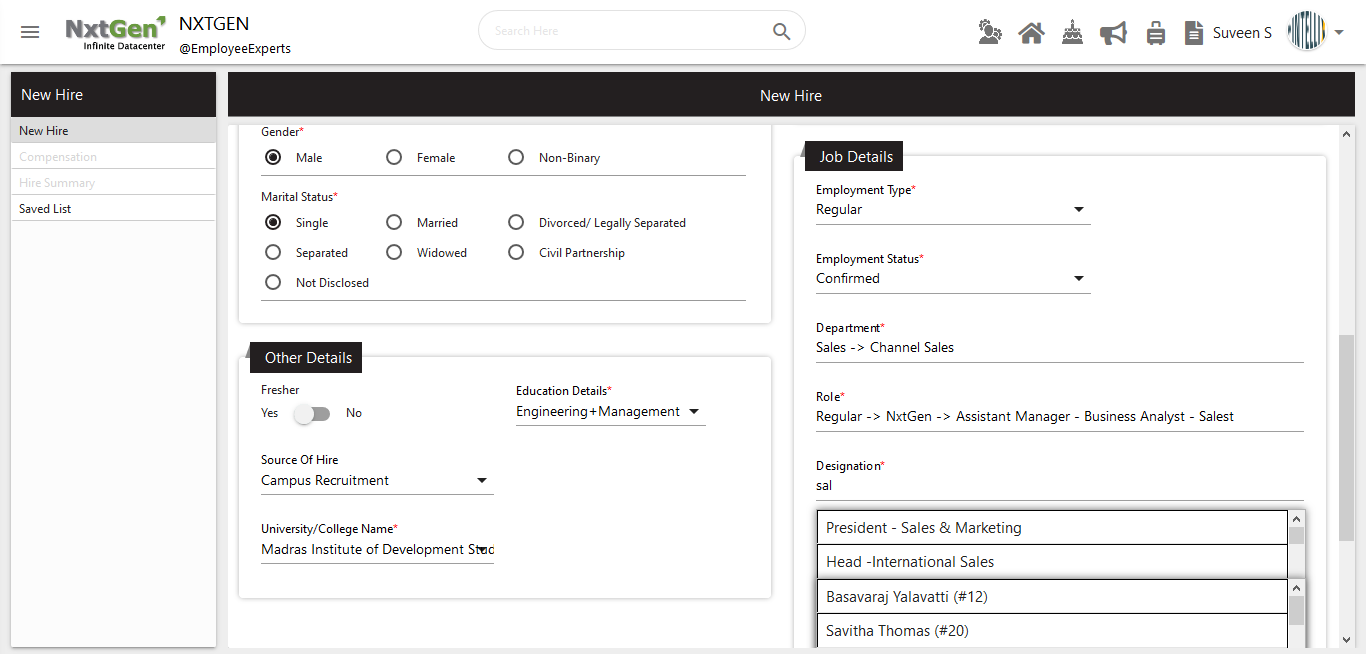 NxtGen
Infinite Datacenter
NXTGEN
@EmployeeExperts
Search Here
Suveen S
INTELLI
New Hire
New Hire
Compensation
Hire Summary
Saved List
New Hire
Gender*
Male Female Non-Binary
Marital Status*
Single Married Divorced/ Legally Separated
Separated Widowed Civil Partnership
Not Disclosed
Other Details
Fresher
Yes No
Education Details*
Engineering+Management
Source Of Hire
Campus Recruitment
University/College Name*
Madras Institute of Development Stud
Job Details
Employment Type*
Regular
Employment Status*
Confirmed
Department*
Sales -> Channel Sales
Role*
Regular -> NxtGen -> Assistant Manager - Business Analyst - Salest
Designation*
sal
President - Sales & Marketing
Head -International Sales
Basavaraj Yalavatti (#12)
Savitha Thomas (#20)